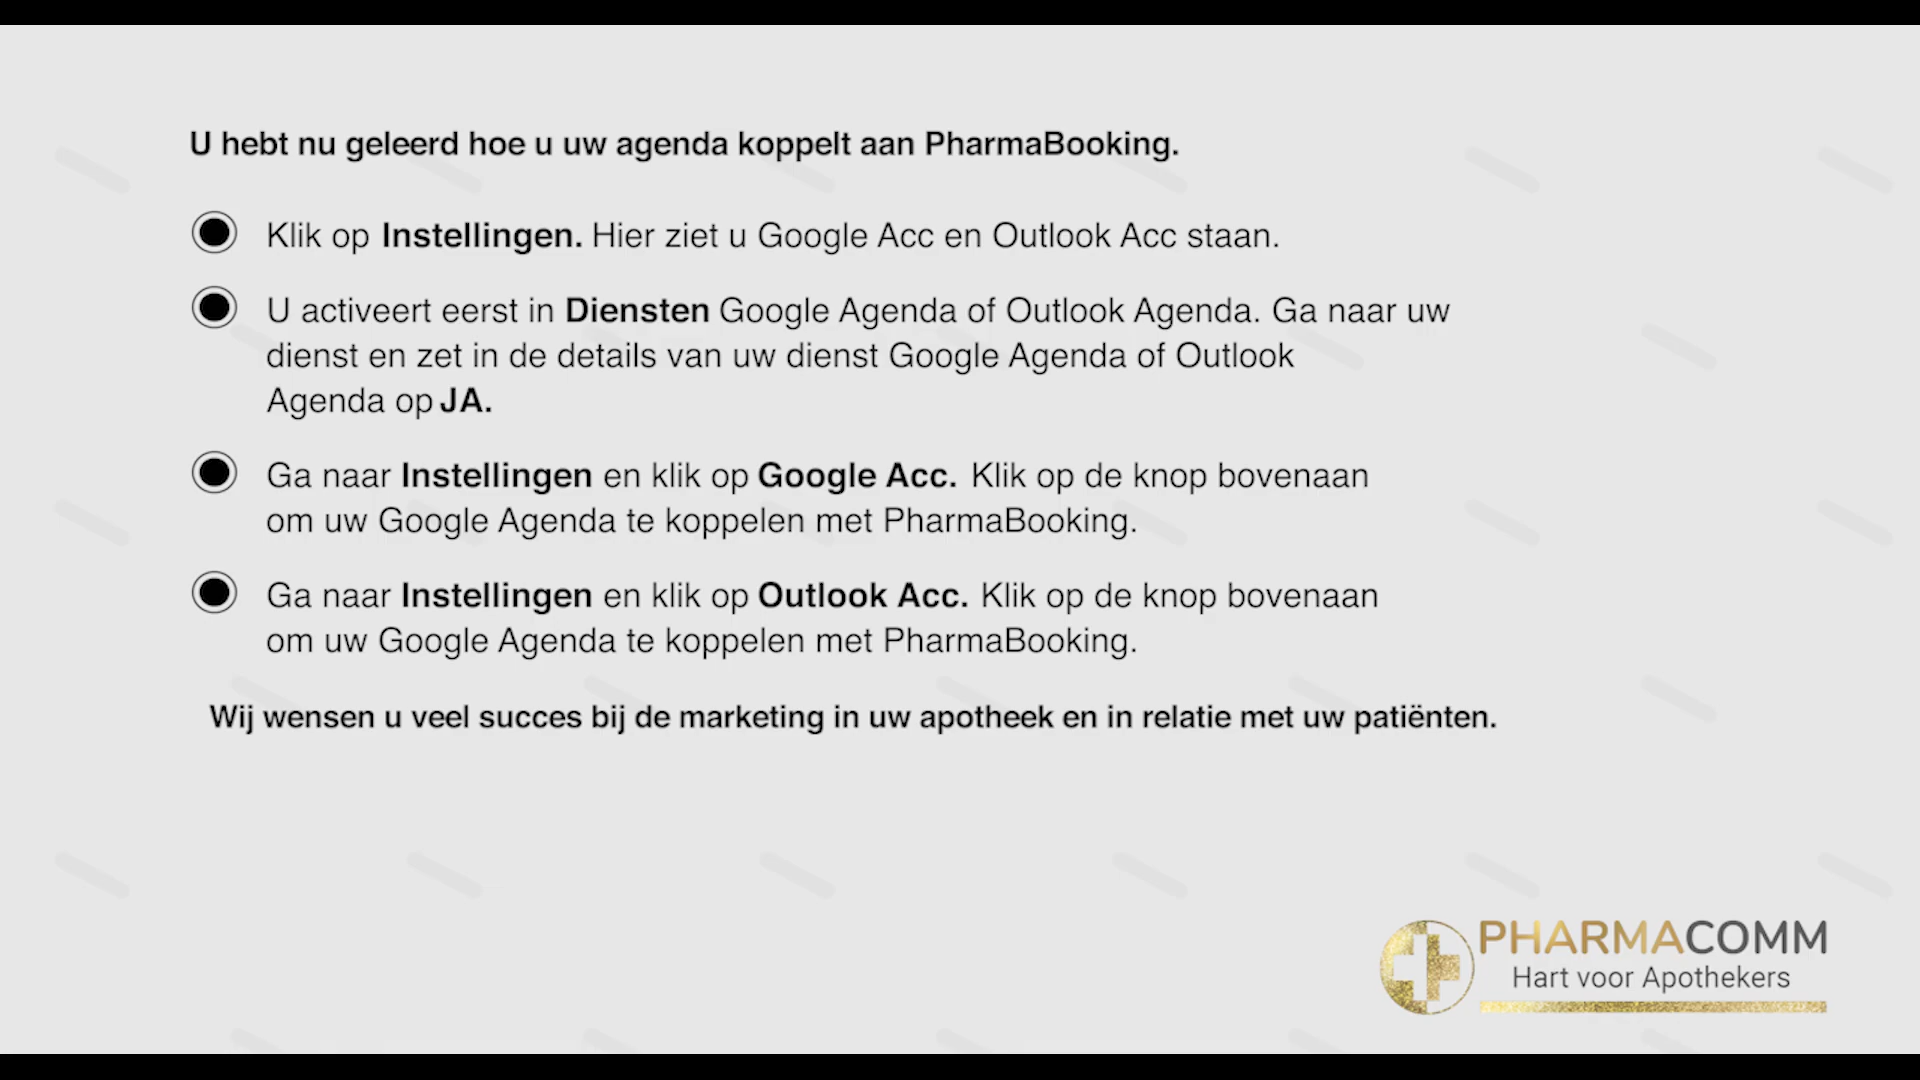 U hebt nu geleerd hoe u uw agenda koppelt aan PharmaBooking.
Klik op Instellingen. Hier ziet u Google Acc en Outlook Acc staan.
U activeert eerst in Diensten Google Agenda of Outlook Agenda. Ga naar uw
dienst en zet in de details van uw dienst Google Agenda of Outlook
Agenda op JA.
Ga naar Instellingen en klik op Google Acc. Klik op de knop bovenaan
om uw Google Agenda te koppelen met PharmaBooking.
Ga naar Instellingen en klik op Outlook Acc. Klik op de knop bovenaan
om uw Google Agenda te koppelen met PharmaBooking.
Wij wensen u veel succes bij de marketing in uw apotheek en in relatie met uw patiënten.
PHARMACOMM
Hart voor Apothekers